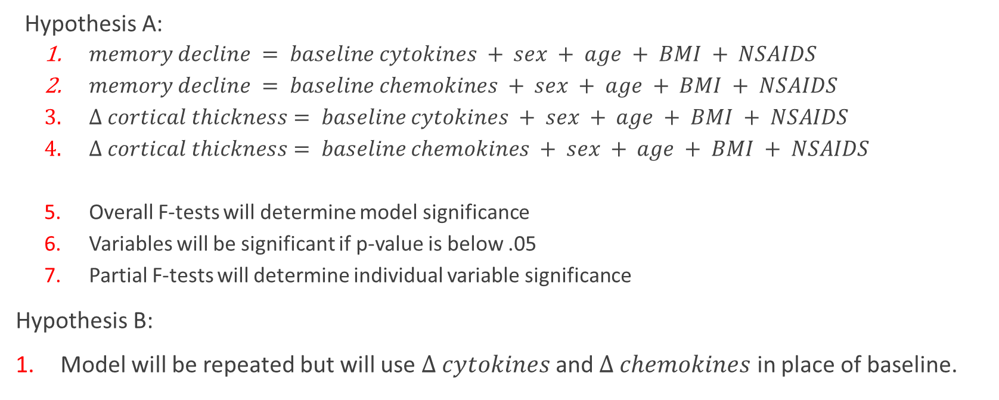 Hypothesis A:
1. memory decline = baseline cytokines + sex + age + BMI + NSAIDS
2. memory decline = baseline chemokines + sex + age + BMI + NSAIDS
3. Δ cortical thickness = baseline cytokines + sex + age + BMI + NSAIDS
4. Δ cortical thickness = baseline chemokines + sex + age + BMI + NSAIDS
5. Overall F-tests will determine model significance
6. Variables will be significant if p-value is below .05
7. Partial F-tests will determine individual variable significance
Hypothesis B:
1. Model will be repeated but will use Δ cytokines and Δ chemokines in place of baseline.